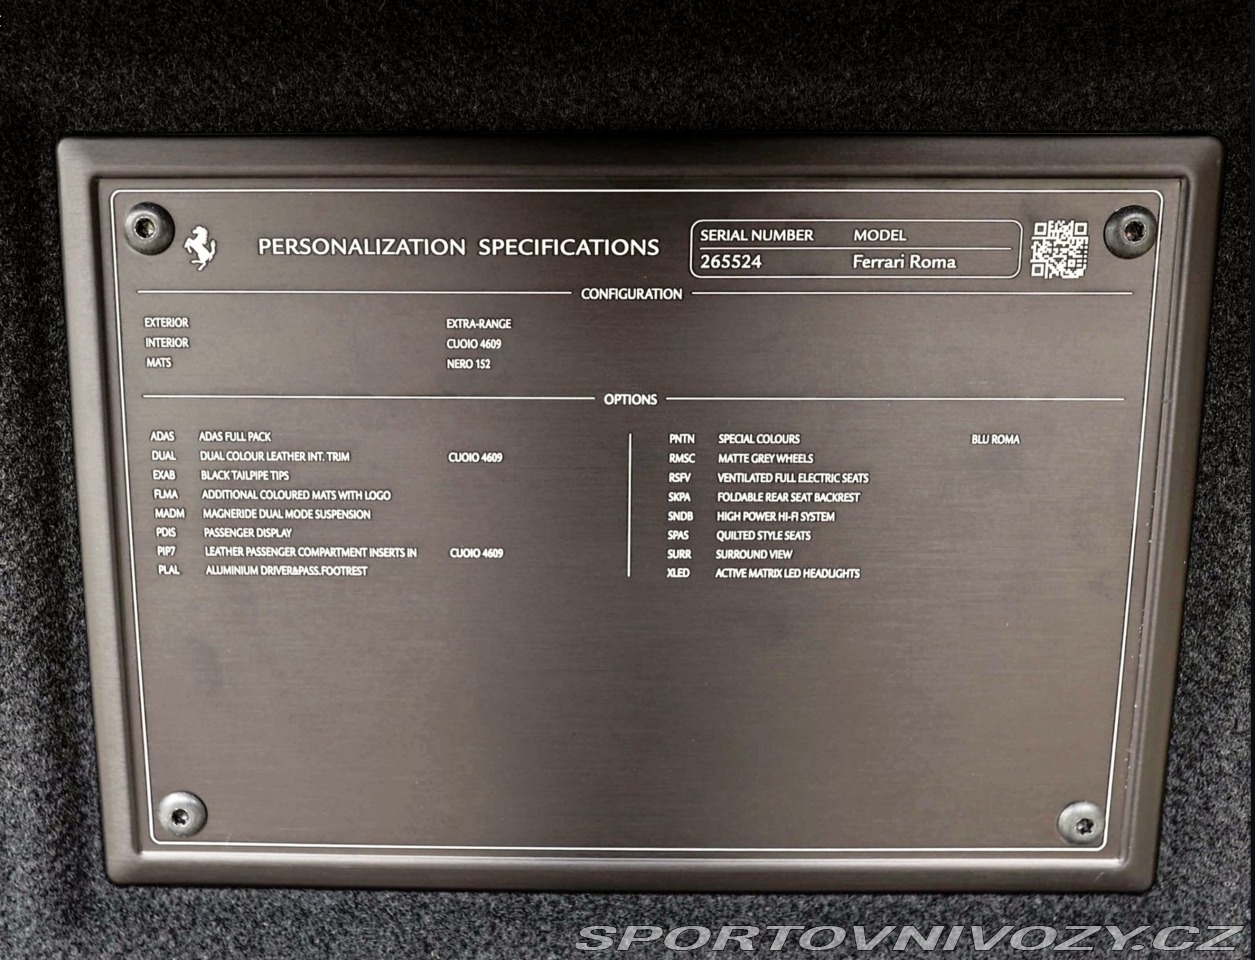 PERSONALIZATION SPECIFICATIONS
SERIAL NUMBER MODEL
265524 Ferrari Roma
CONFIGURATION
EXTERIOR EXTRA-RANGE
INTERIOR CUOIO 4609
MATS NERO 152
OPTIONS
ADAS ADAS FULL PACK
DUAL DUAL COLOUR LEATHER INT. TRIM CUOIO 4609
EXAB BLACK TAILPIPE TIPS
FLMA ADDITIONAL COLOURED MATS WITH LOGO
MADM MAGNERIDE DUAL MODE SUSPENSION
PDIS PASSENGER DISPLAY
PIP7 LEATHER PASSENGER COMPARTMENT INSERTS IN CUOIO 4609
PLAL ALUMINIUM DRIVER&PASS.FOOTREST
PNTN SPECIAL COLOURS BLU ROMA
RMSC MATTE GREY WHEELS
RSFV VENTILATED FULL ELECTRIC SEATS
SKPA FOLDABLE REAR SEAT BACKREST
SNDB HIGH POWER HI-FI SYSTEM
SPAS QUILTED STYLE SEATS
SURR SURROUND VIEW
XLED ACTIVE MATRIX LED HEADLIGHTS
SPORTOVNIVOZY.CZ